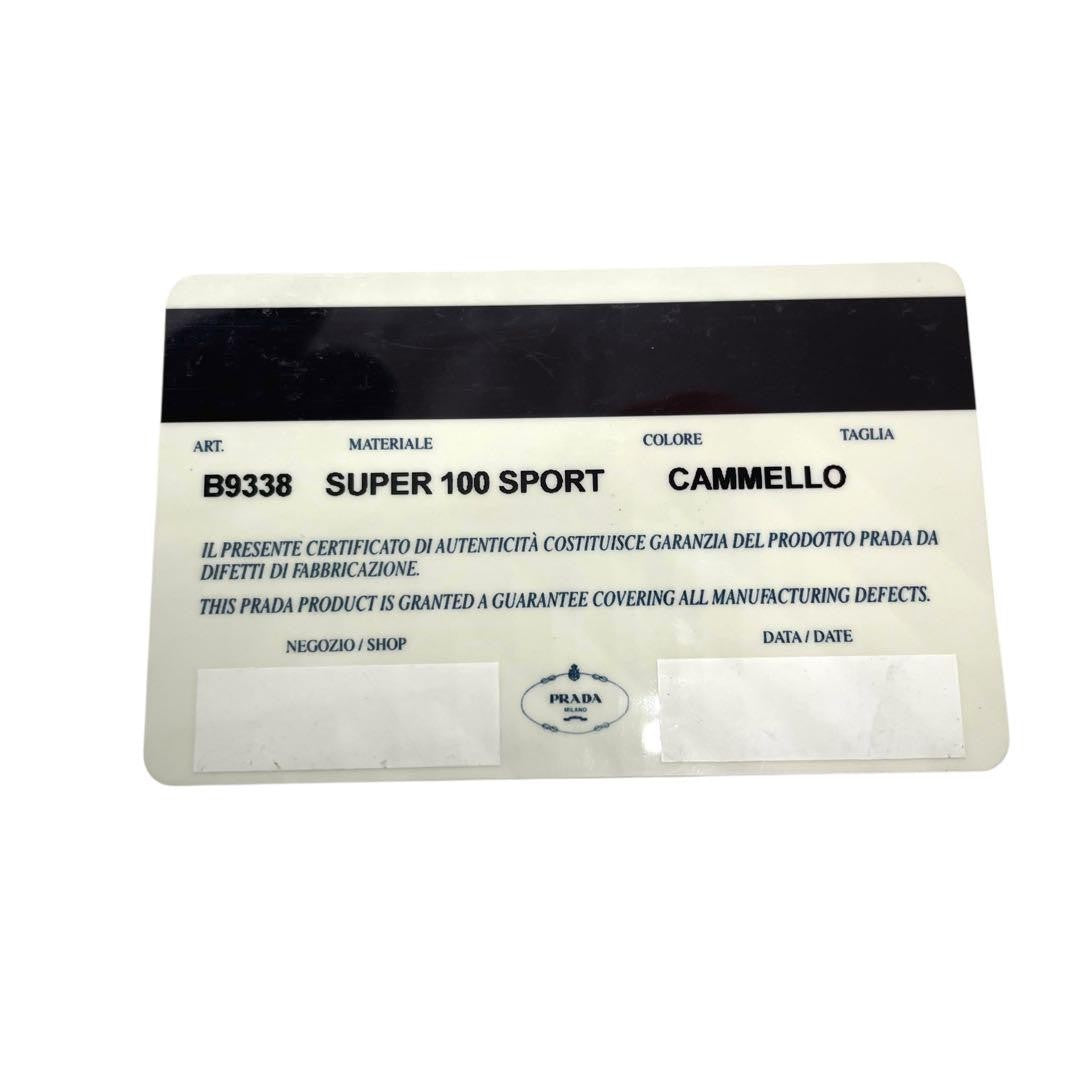 ART. MATERIALE COLORE TAGLIA
B9338 SUPER 100 SPORT CAMMELLO
IL PRESENTE CERTIFICATO DI AUTENTICITÀ COSTITUISCE GARANZIA DEL PRODOTTO PRADA DA
DIFETTI DI FABBRICAZIONE.
THIS PRADA PRODUCT IS GRANTED A GUARANTEE COVERING ALL MANUFACTURING DEFECTS.
NEGOZIO / SHOP DATA / DATE
PRADA
MILANO